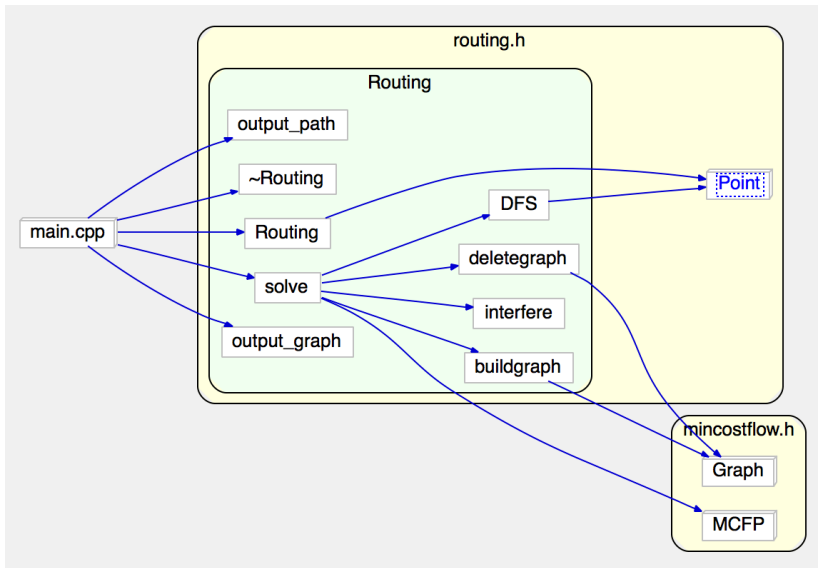 routing.h
Routing
output_path
~Routing
Point
DFS
main.cpp
Routing
deletegraph
solve
interfere
output_graph
buildgraph
mincostflow.h
Graph
MCFP